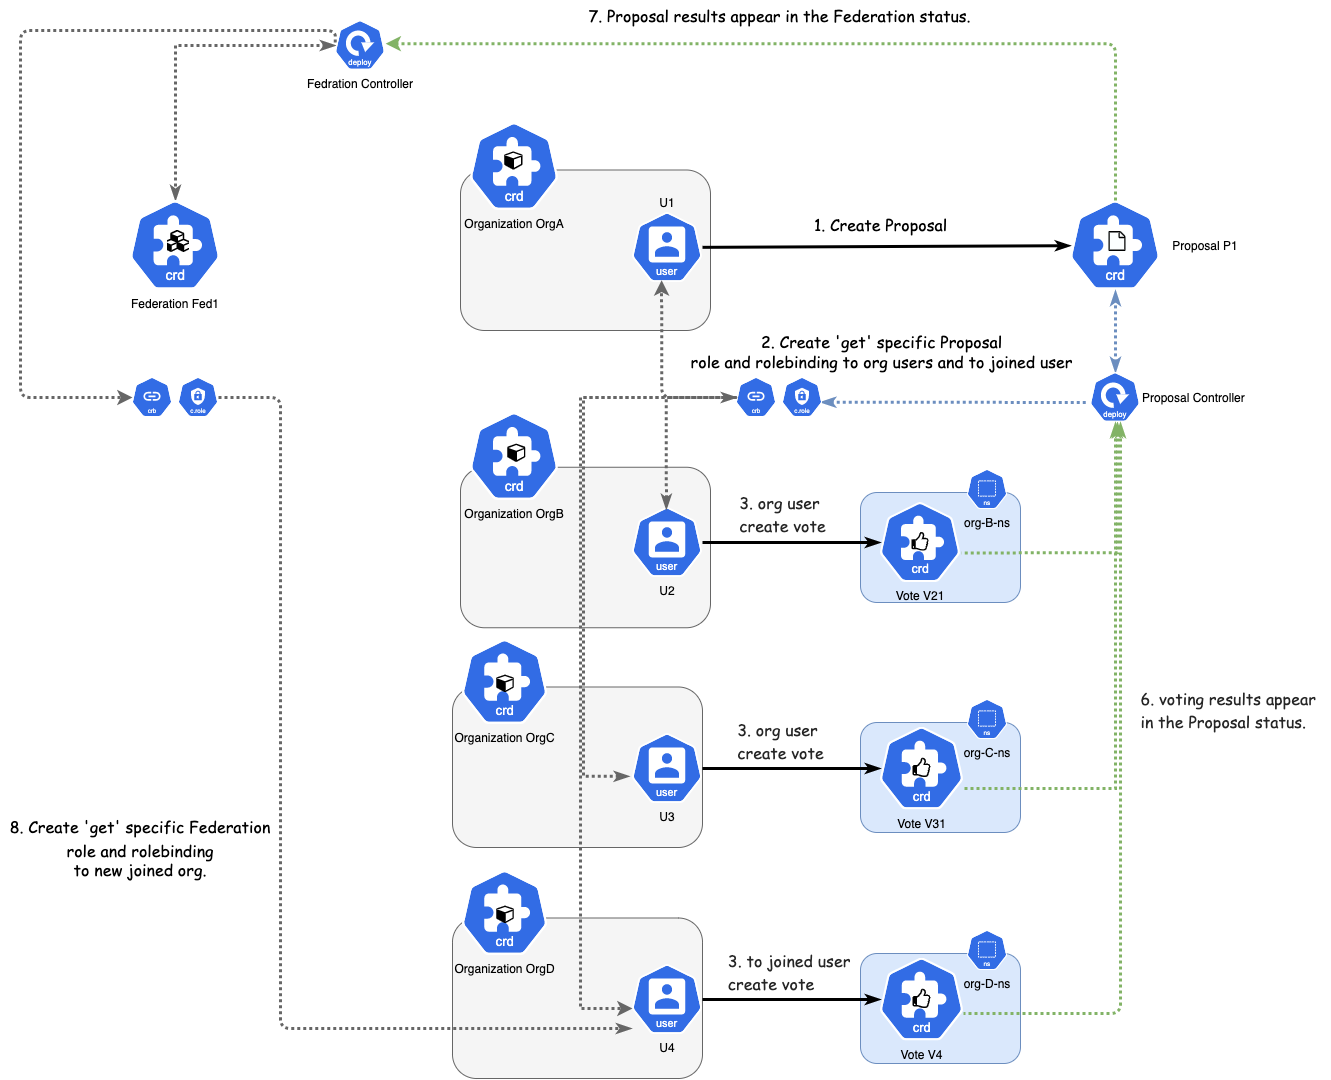 7. Proposal results appear in the Federation status.
deploy
Fedration Controller
crd
Organization OrgA
U1
user
1. Create Proposal
crd
Proposal P1
crd
Federation Fed1
2. Create 'get' specific Proposal
role and rolebinding to org users and to joined user
crb
c.role
crb
c.role
deploy
Proposal Controller
crd
Organization OrgB
user
U2
3. org user
create vote
ns
org-B-ns
crd
Vote V21
crd
Organization OrgC
user
U3
3. org user
create vote
ns
org-C-ns
crd
Vote V31
6. voting results appear
in the Proposal status.
8. Create 'get' specific Federation
role and rolebinding
to new joined org.
crd
Organization OrgD
user
U4
3. to joined user
create vote
ns
org-D-ns
crd
Vote V4